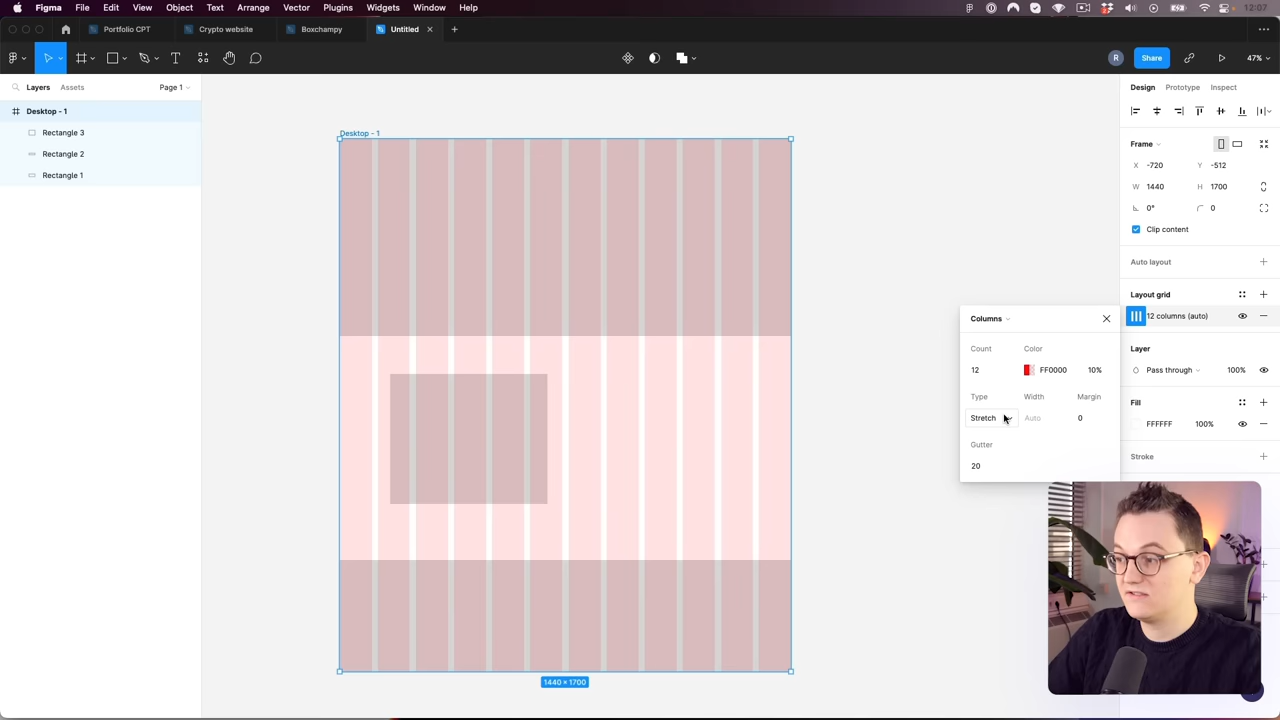 Figma File Edit View Object Text Arrange Vector Plugins Widgets Window Help 12:07
Portfolio CPT Crypto website Boxchampy Untitled
R Share 47%
Layers Assets Page 1
Design Prototype Inspect
Desktop - 1
Rectangle 3
Rectangle 2
Rectangle 1
Desktop - 1
1440 × 1700
Columns
Count Color
12 FF0000 10%
Type Width Margin
Stretch Auto 0
Gutter
20
Frame
X -720 Y -512
W 1440 H 1700
0° 0
Clip content
Auto layout
Layout grid
12 columns (auto)
Layer
Pass through 100%
Fill
FFFFFF 100%
Stroke